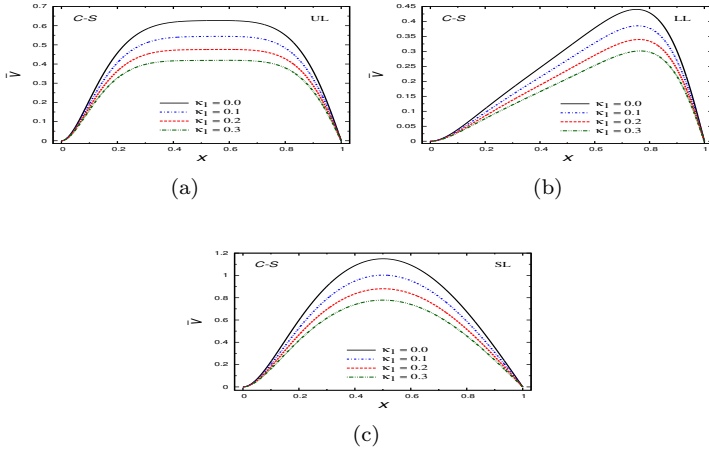 C-S UL
V̄
0.7
0.6
0.5
0.4
0.3
0.2
0.1
0
κ₁ = 0.0
κ₁ = 0.1
κ₁ = 0.2
κ₁ = 0.3
0 0.2 0.4 0.6 0.8 1
x
(a)
C-S LL
V̄
0.45
0.4
0.35
0.3
0.25
0.2
0.15
0.1
0.05
0
κ₁ = 0.0
κ₁ = 0.1
κ₁ = 0.2
κ₁ = 0.3
0 0.2 0.4 0.6 0.8 1
x
(b)
C-S SL
V̄
1.2
1
0.8
0.6
0.4
0.2
0
κ₁ = 0.0
κ₁ = 0.1
κ₁ = 0.2
κ₁ = 0.3
0 0.2 0.4 0.6 0.8 1
x
(c)